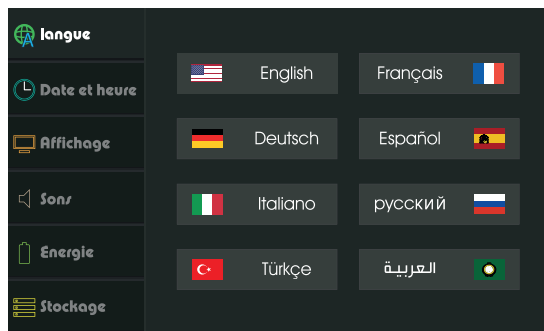 langue
Date et heure
Affichage
Sons
Energie
Stockage
English
Français
Deutsch
Español
Italiano
русский
Türkçe
العربية